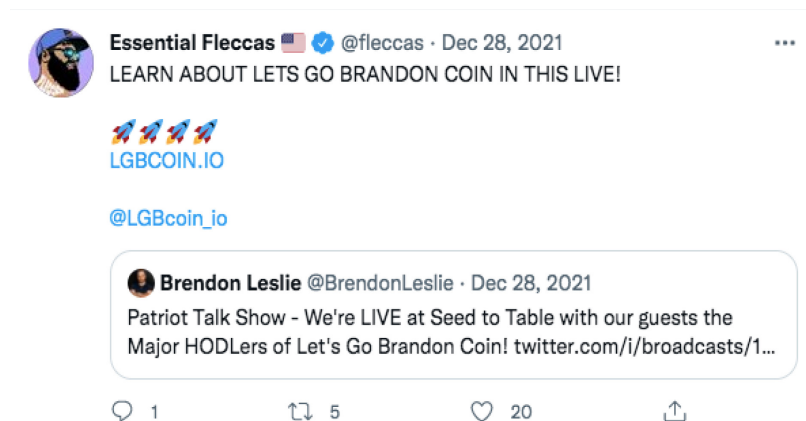 Essential Fleccas 🇺🇸 @fleccas · Dec 28, 2021
LEARN ABOUT LETS GO BRANDON COIN IN THIS LIVE!
🚀🚀🚀🚀
LGBCOIN.IO
@LGBcoin_io
Brendon Leslie @BrendonLeslie · Dec 28, 2021
Patriot Talk Show - We're LIVE at Seed to Table with our guests the
Major HODLers of Let's Go Brandon Coin! twitter.com/i/broadcasts/1...
1 5 20